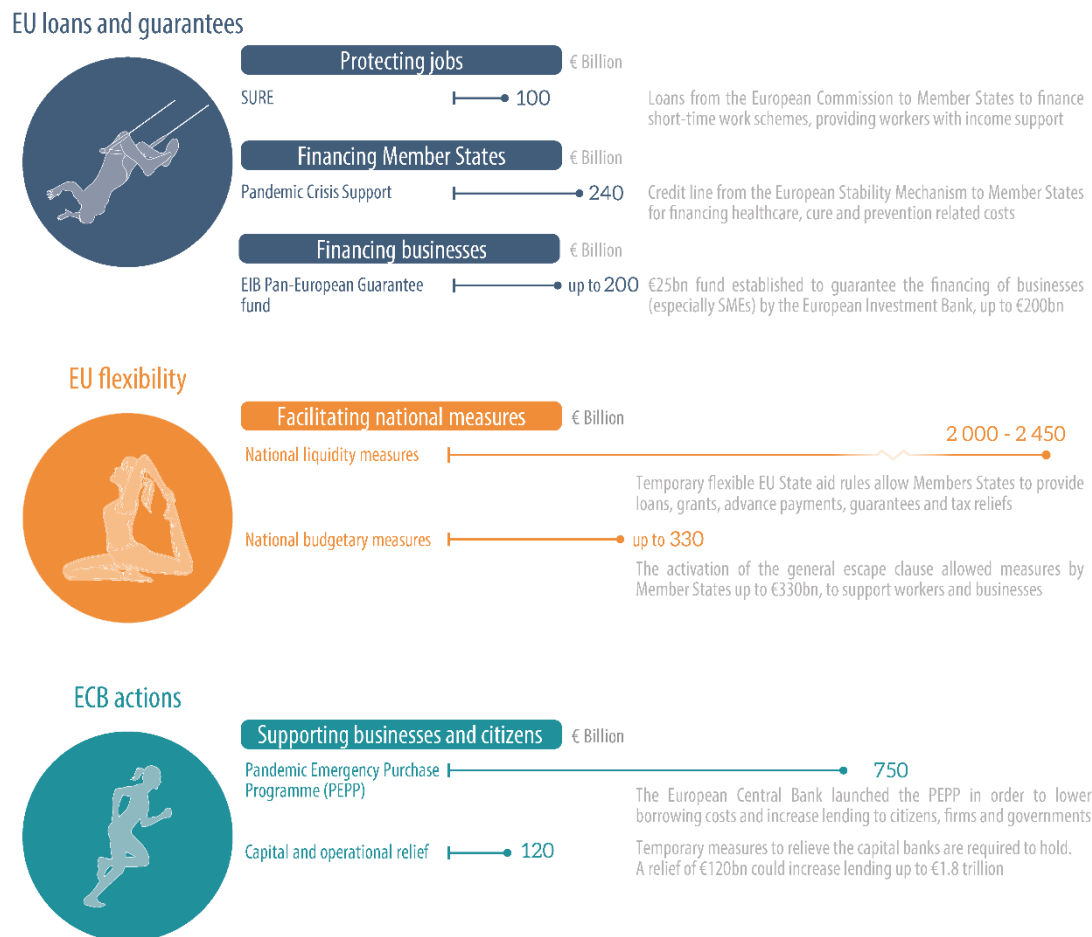 EU loans and guarantees
Protecting jobs € Billion
SURE 100
Loans from the European Commission to Member States to finance
short-time work schemes, providing workers with income support
Financing Member States € Billion
Pandemic Crisis Support 240
Credit line from the European Stability Mechanism to Member States
for financing healthcare, cure and prevention related costs
Financing businesses € Billion
EIB Pan-European Guarantee
fund
up to 200
€25bn fund established to guarantee the financing of businesses
(especially SMEs) by the European Investment Bank, up to €200bn
EU flexibility
Facilitating national measures € Billion
National liquidity measures
2 000 - 2 450
Temporary flexible EU State aid rules allow Members States to provide
loans, grants, advance payments, guarantees and tax reliefs
National budgetary measures up to 330
The activation of the general escape clause allowed measures by
Member States up to €330bn, to support workers and businesses
ECB actions
Supporting businesses and citizens € Billion
Pandemic Emergency Purchase
Programme (PEPP)
750
The European Central Bank launched the PEPP in order to lower
borrowing costs and increase lending to citizens, firms and governments
Capital and operational relief 120
Temporary measures to relieve the capital banks are required to hold.
A relief of €120bn could increase lending up to €1.8 trillion